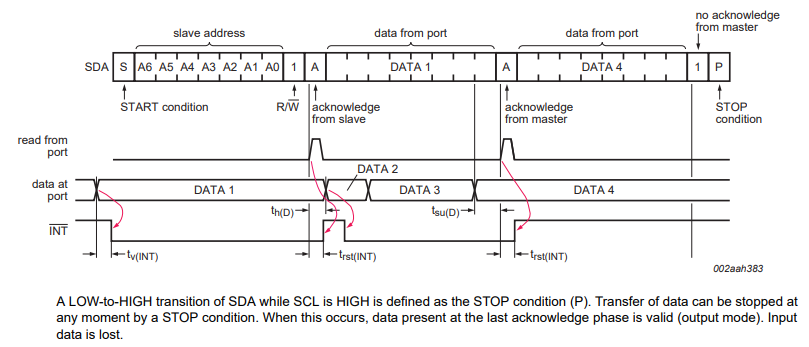 slave address
data from port
data from port
no acknowledge
from master
SDA S A6 A5 A4 A3 A2 A1 A0 1 A DATA 1 A DATA 4 1 P
START condition
R/W̅
acknowledge
from slave
acknowledge
from master
STOP
condition
read from
port
data at
port
DATA 1
DATA 2
DATA 3
DATA 4
th(D)
tsu(D)
I̅N̅T̅
tv(INT)
trst(INT)
trst(INT)
002aah383
A LOW-to-HIGH transition of SDA while SCL is HIGH is defined as the STOP condition (P). Transfer of data can be stopped at
any moment by a STOP condition. When this occurs, data present at the last acknowledge phase is valid (output mode). Input
data is lost.